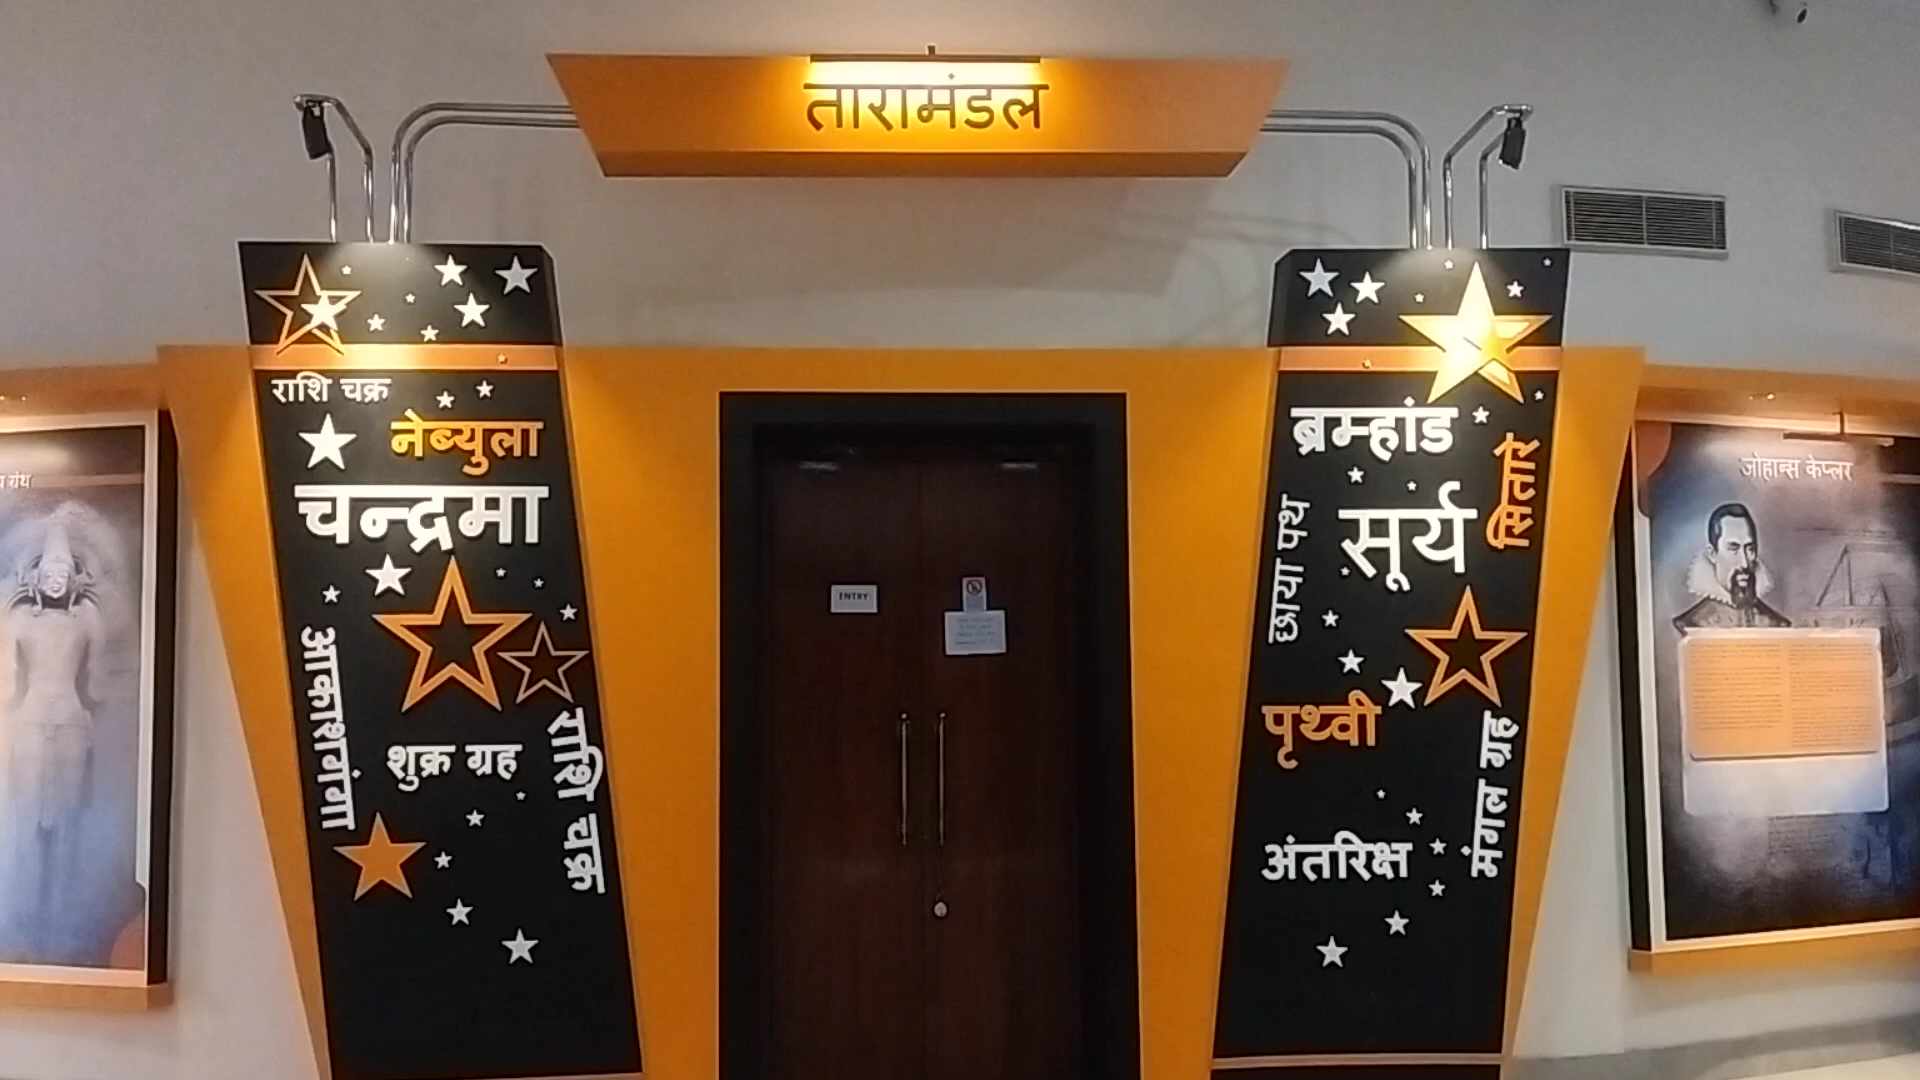 तारामंडल
राशि चक्र
नेब्युला
चन्द्रमा
आकाशगंगा
शुक्र ग्रह
राशि चक्र
ब्रम्हांड
सितारे
सूर्य
छाया पथ
पृथ्वी
मंगल ग्रह
अंतरिक्ष
ENTRY
जोहान्स केप्लर
ग्रंथ